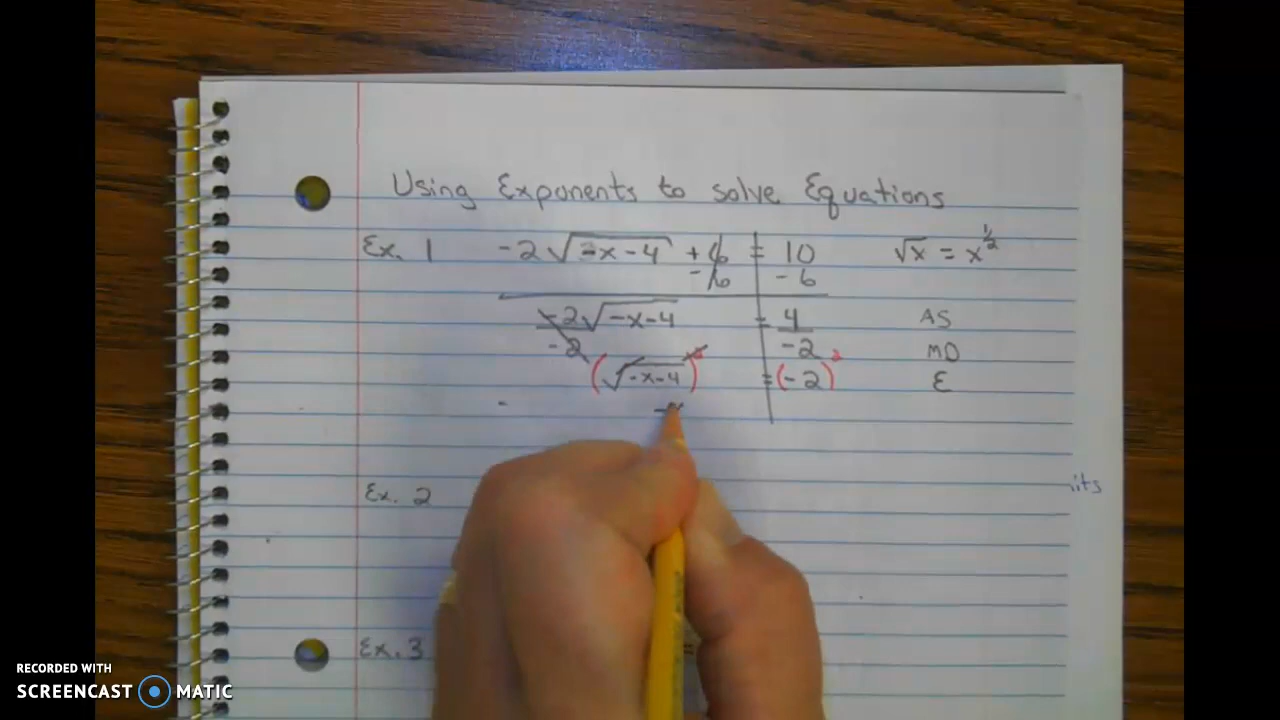 Using Exponents to solve Equations
Ex. 1 -2√-x-4 +6 = 10 √x = x^½
-6 -6
-2√-x-4 = 4 AS
-2 -2 MD
(√-x-4)² = (-2)² E
-x
Ex. 2 its
Ex. 3 =
RECORDED WITH
SCREENCAST MATIC